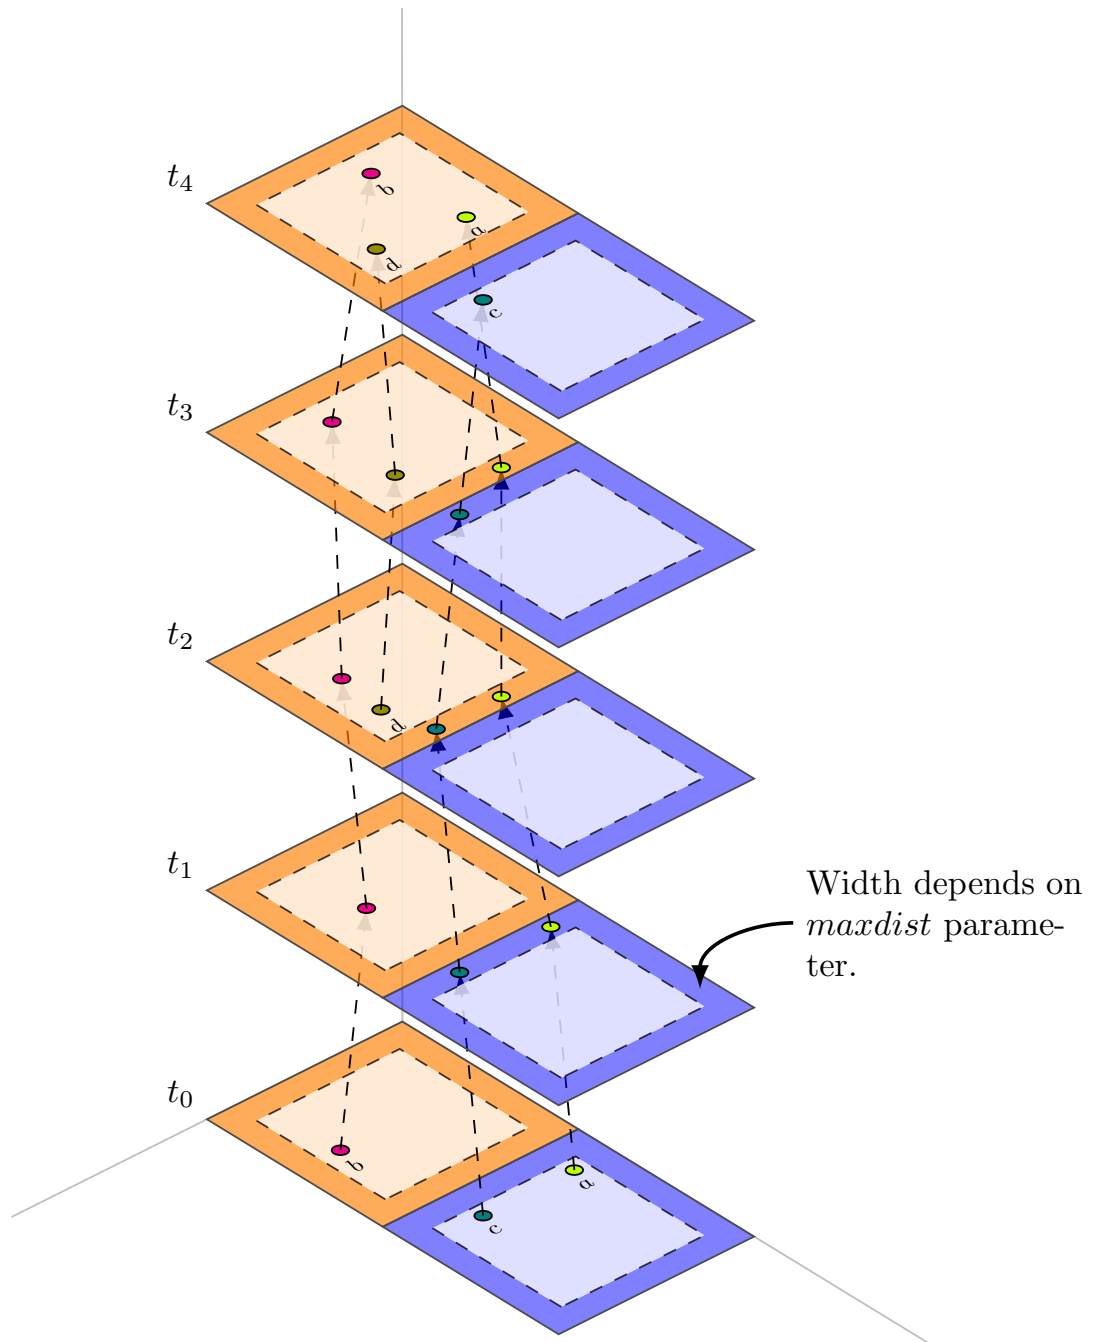 t4
b
a
d
c
t3
t2
d
t1
Width depends on
maxdist parame-
ter.
t0
b
a
c